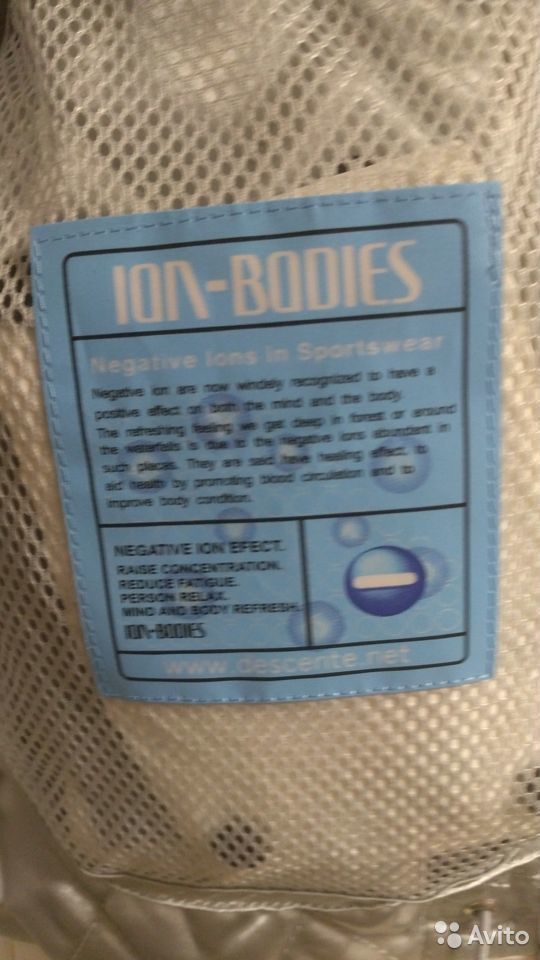 ION-BODIES
Negative Ions in Sportswear
Negative ion are now windely recognized to have a
positive effect on both the mind and the body.
The refreshing feeling we get deep in forest or around
the waterfalls is due to the negative ions abundant in
such places. They are said have healing effect, to
aid health by promoting blood circulation and to
improve body condition.
NEGATIVE ION EFECT.
RAISE CONCENTRATION.
REDUCE FATIGUE.
PERSON RELAX.
MIND AND BODY REFRESH.
ION-BODIES
www.descente.net
Avito